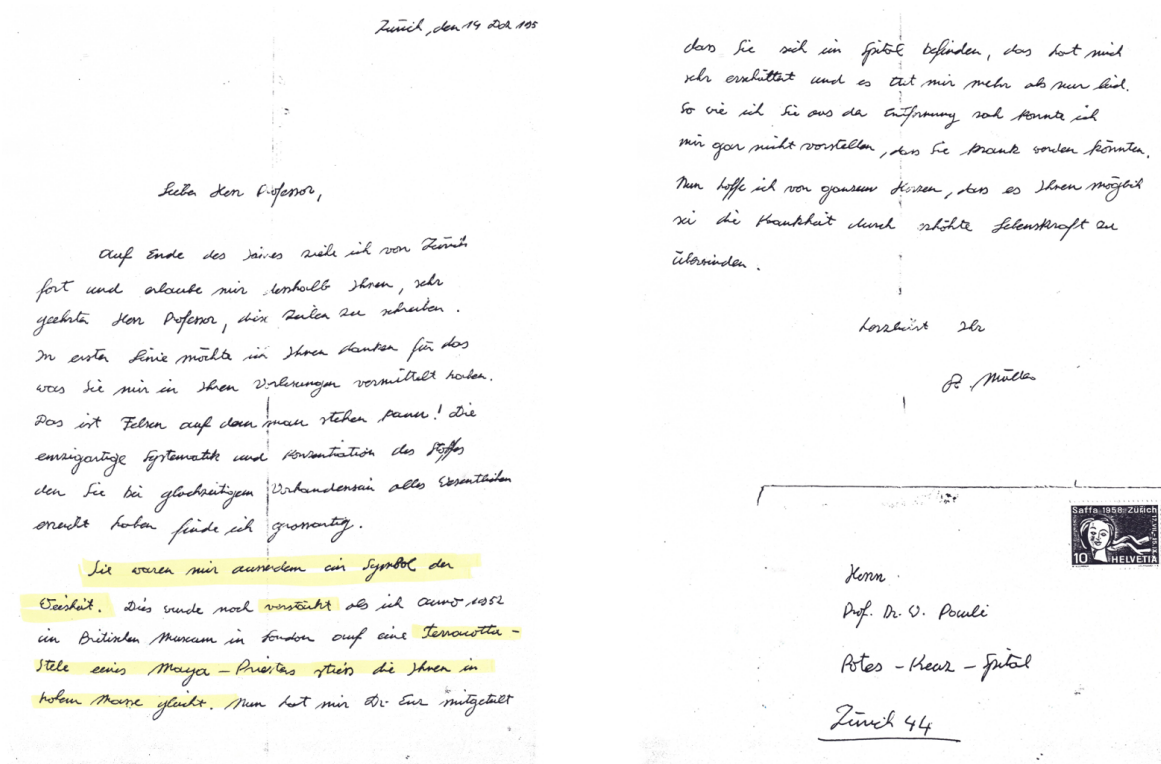 Zürich, den 14 Dez 195
Lieber Herr Professor,
Auf Ende des Jahres ziehe ich von Zürich
fort und erlaube mir deshalb Ihnen, sehr
geehrter Herr Professor, diese Zeilen zu schreiben.
In erster Linie möchte ich Ihnen danken für das
was Sie mir in Ihren Vorlesungen vermittelt haben.
Das ist Felsen auf dem man stehen kann! Die
einzigartige Systematik und Konzentration des Stoffes
den Sie bei gleichzeitigem Vorhandensein alles Wesentlichen
erreicht haben finde ich grossartig.
Sie waren mir ausserdem ein Symbol der
Weisheit. Dies wurde noch verstärkt als ich anno 1952
im Britischen Museum in London auf eine Terracotta-
Stele eines Maya-Priesters stiess die Ihnen in
hohem Masse gleicht. Nun hat mir Dr. Enz mitgeteilt
dass Sie sich im Spital befinden, das hat mich
sehr erschüttert und es tut mir mehr als nur leid.
So wie ich Sie aus der Entfernung sah konnte ich
mir gar nicht vorstellen, dass Sie krank werden könnten.
Nun hoffe ich von ganzem Herzen, dass es Ihnen möglich
sei die Krankheit durch erhöhte Lebenskraft zu
überwinden.
herzlichst Ihr
Müller
Saffa 1958 Zürich
10 HELVETIA
Herrn
Prof. Dr. W. Pauli
Rotes-Kreuz-Spital
Zürich 44